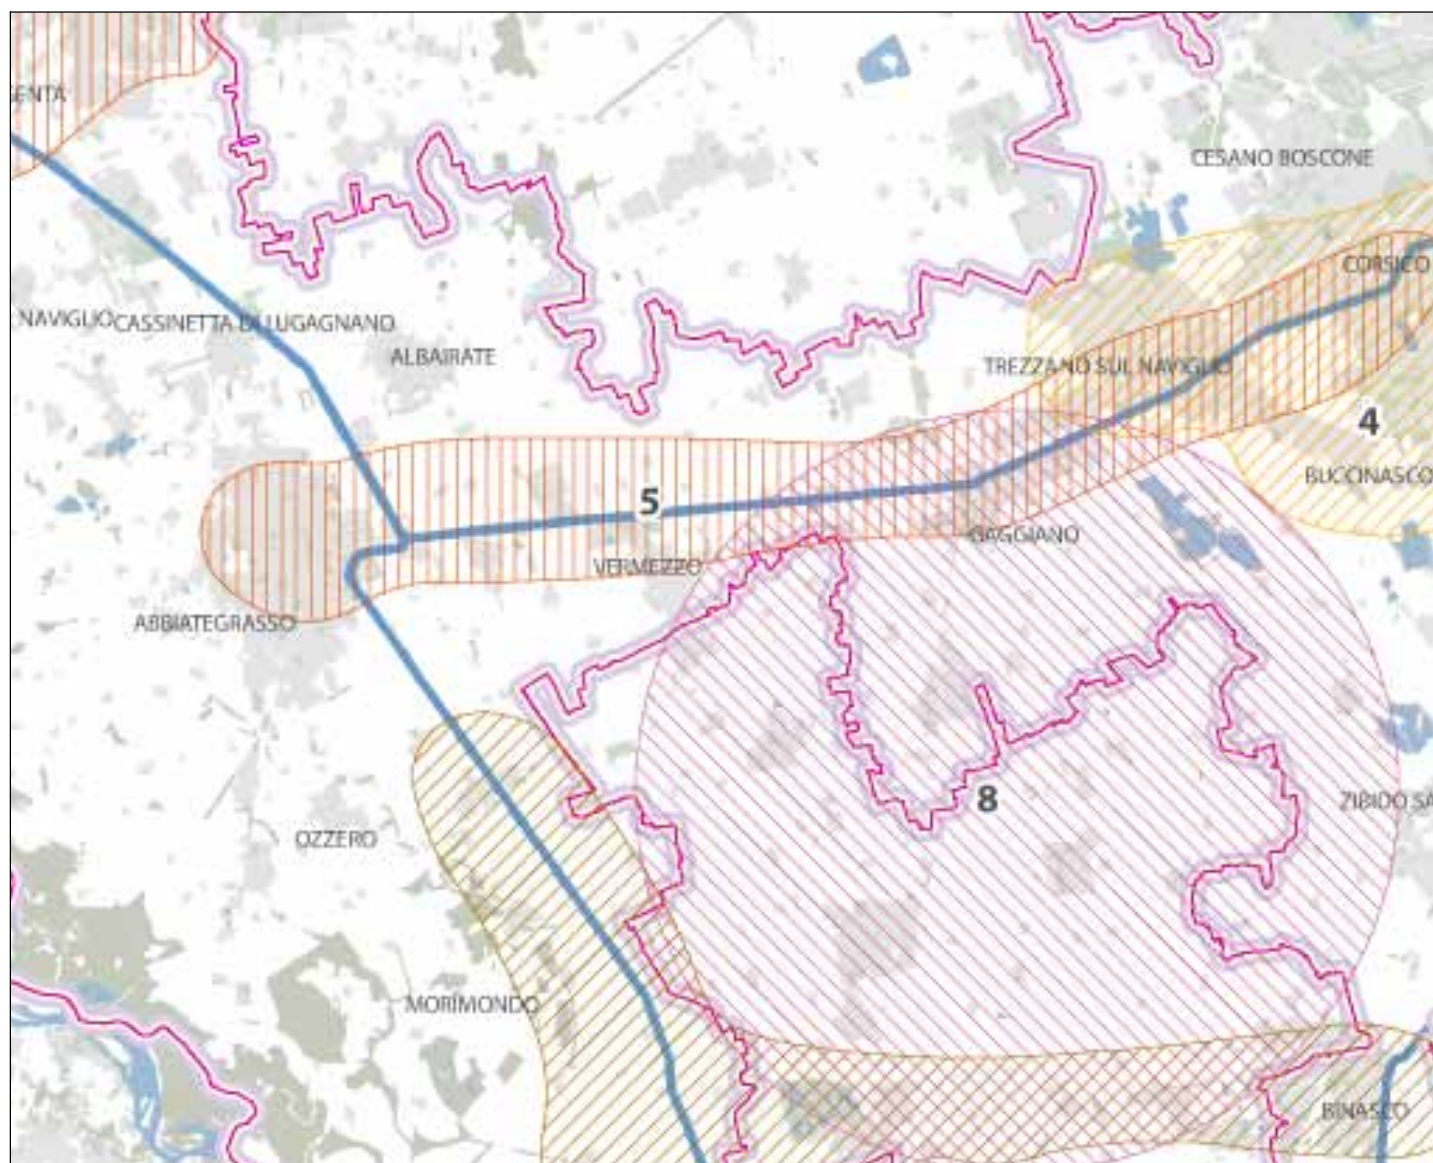 ENTA
CESANO BOSCONE
CORSICO
NAVIGLIO
CASSINETTA DI LUGAGNANO
ALBAIRATE
TREZZANO SUL NAVIGLIO
4
BUCCINASCO
5
GAGGIANO
VERMEZZO
ABBIATEGRASSO
8
ZIBIDO SA
OZZERO
MORIMONDO
BINASCO